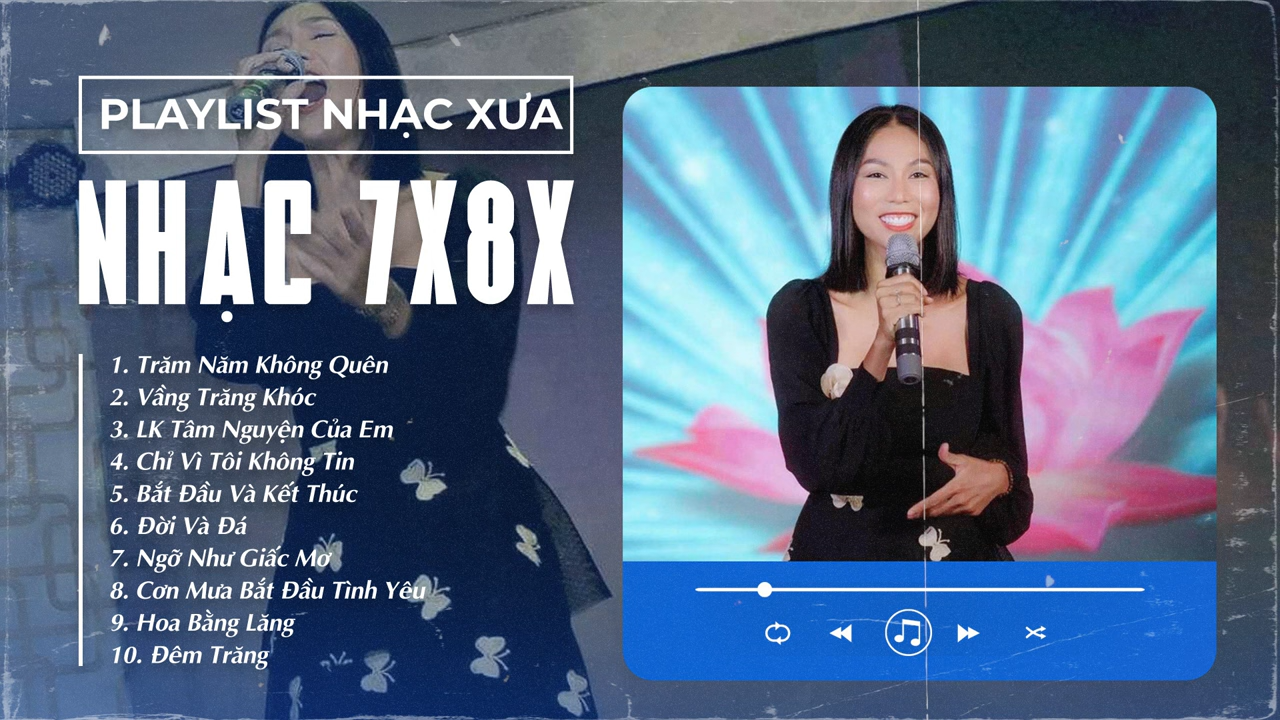 PLAYLIST NHẠC XƯA
NHẠC 7X8X
1. Trăm Năm Không Quên
2. Vầng Trăng Khóc
3. LK Tâm Nguyện Của Em
4. Chỉ Vì Tôi Không Tin
5. Bắt Đầu Và Kết Thúc
6. Đời Và Đá
7. Ngỡ Như Giấc Mơ
8. Cơn Mưa Bắt Đầu Tình Yêu
9. Hoa Bằng Lăng
10. Đêm Trăng